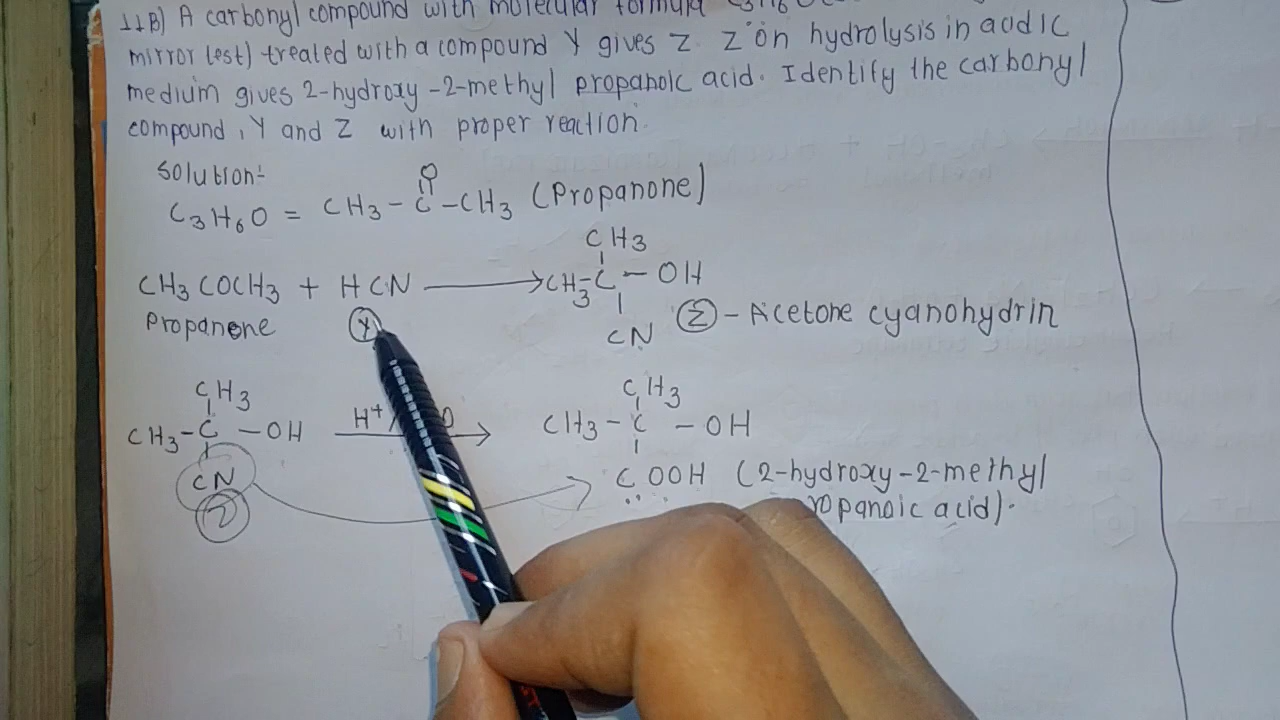 11B) A carbonyl compound with molecular formula C3H6O
mirror test) treated with a compound Y gives Z. Z on hydrolysis in acidic
medium gives 2-hydroxy-2-methyl propanoic acid. Identify the carbonyl
compound, Y and Z with proper reaction.
Solution:
O
||
C3H6O = CH3-C-CH3 (Propanone)
CH3
CH3COCH3 + HCN → CH3-C-OH
Propanone Y CN Z - Acetone cyanohydrin
CH3 CH3
CH3-C-OH H+/ O → CH3-C-OH
CN COOH (2-hydroxy-2-methyl
Z ropanoic acid).